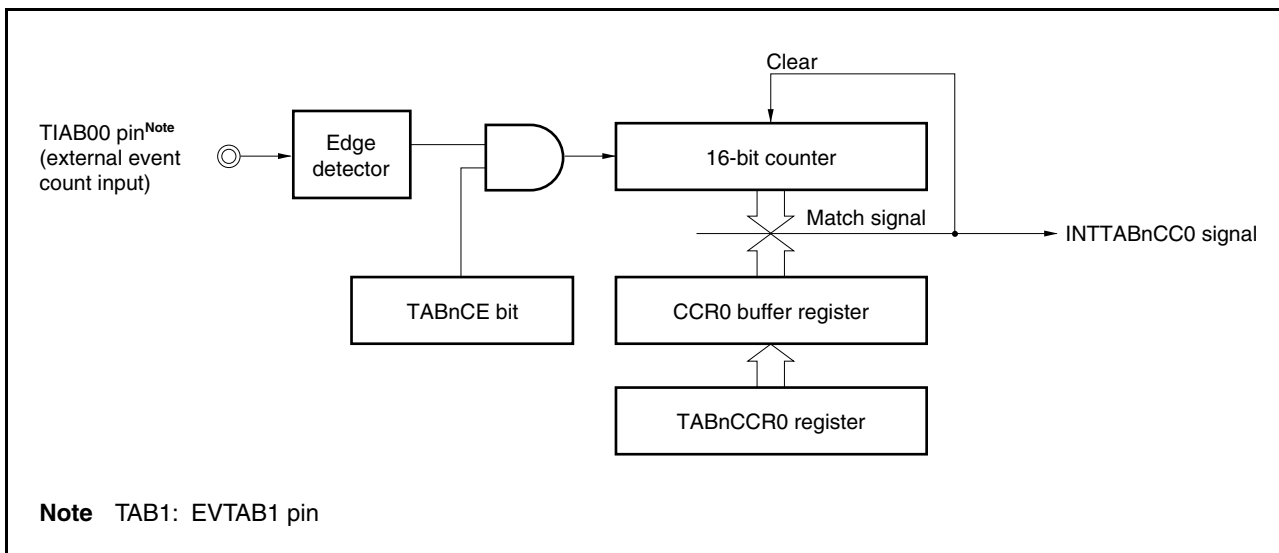 Clear
TIAB00 pinNote
(external event
count input)
Edge
detector
16-bit counter
Match signal
INTTABnCC0 signal
TABnCE bit
CCR0 buffer register
TABnCCR0 register
Note TAB1: EVTAB1 pin